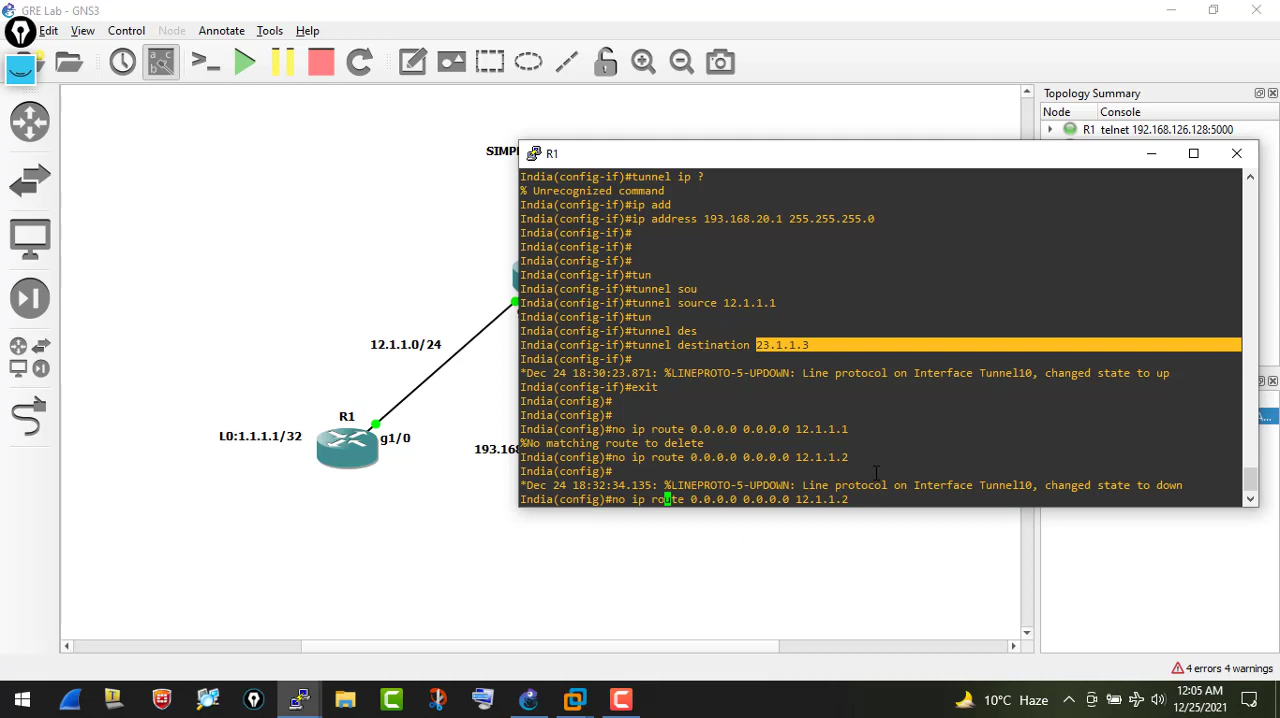 GRE Lab - GNS3
Edit View Control Node Annotate Tools Help
Topology Summary
Node Console
R1 telnet 192.168.126.128:5000
SIMP
R1
India(config-if)#tunnel ip ?
% Unrecognized command
India(config-if)#ip add
India(config-if)#ip address 193.168.20.1 255.255.255.0
India(config-if)#
India(config-if)#
India(config-if)#
India(config-if)#tun
India(config-if)#tunnel sou
India(config-if)#tunnel source 12.1.1.1
India(config-if)#tun
India(config-if)#tunnel des
India(config-if)#tunnel destination 23.1.1.3
India(config-if)#
*Dec 24 18:30:23.871: %LINEPROTO-5-UPDOWN: Line protocol on Interface Tunnel10, changed state to up
India(config-if)#exit
India(config)#
India(config)#
India(config)#no ip route 0.0.0.0 0.0.0.0 12.1.1.1
%No matching route to delete
India(config)#no ip route 0.0.0.0 0.0.0.0 12.1.1.2
India(config)#
*Dec 24 18:32:34.135: %LINEPROTO-5-UPDOWN: Line protocol on Interface Tunnel10, changed state to down
India(config)#no ip route 0.0.0.0 0.0.0.0 12.1.1.2
12.1.1.0/24
R1
L0:1.1.1.1/32
g1/0
193.168
A...
4 errors 4 warnings
10°C Haze
12:05 AM
12/25/2021